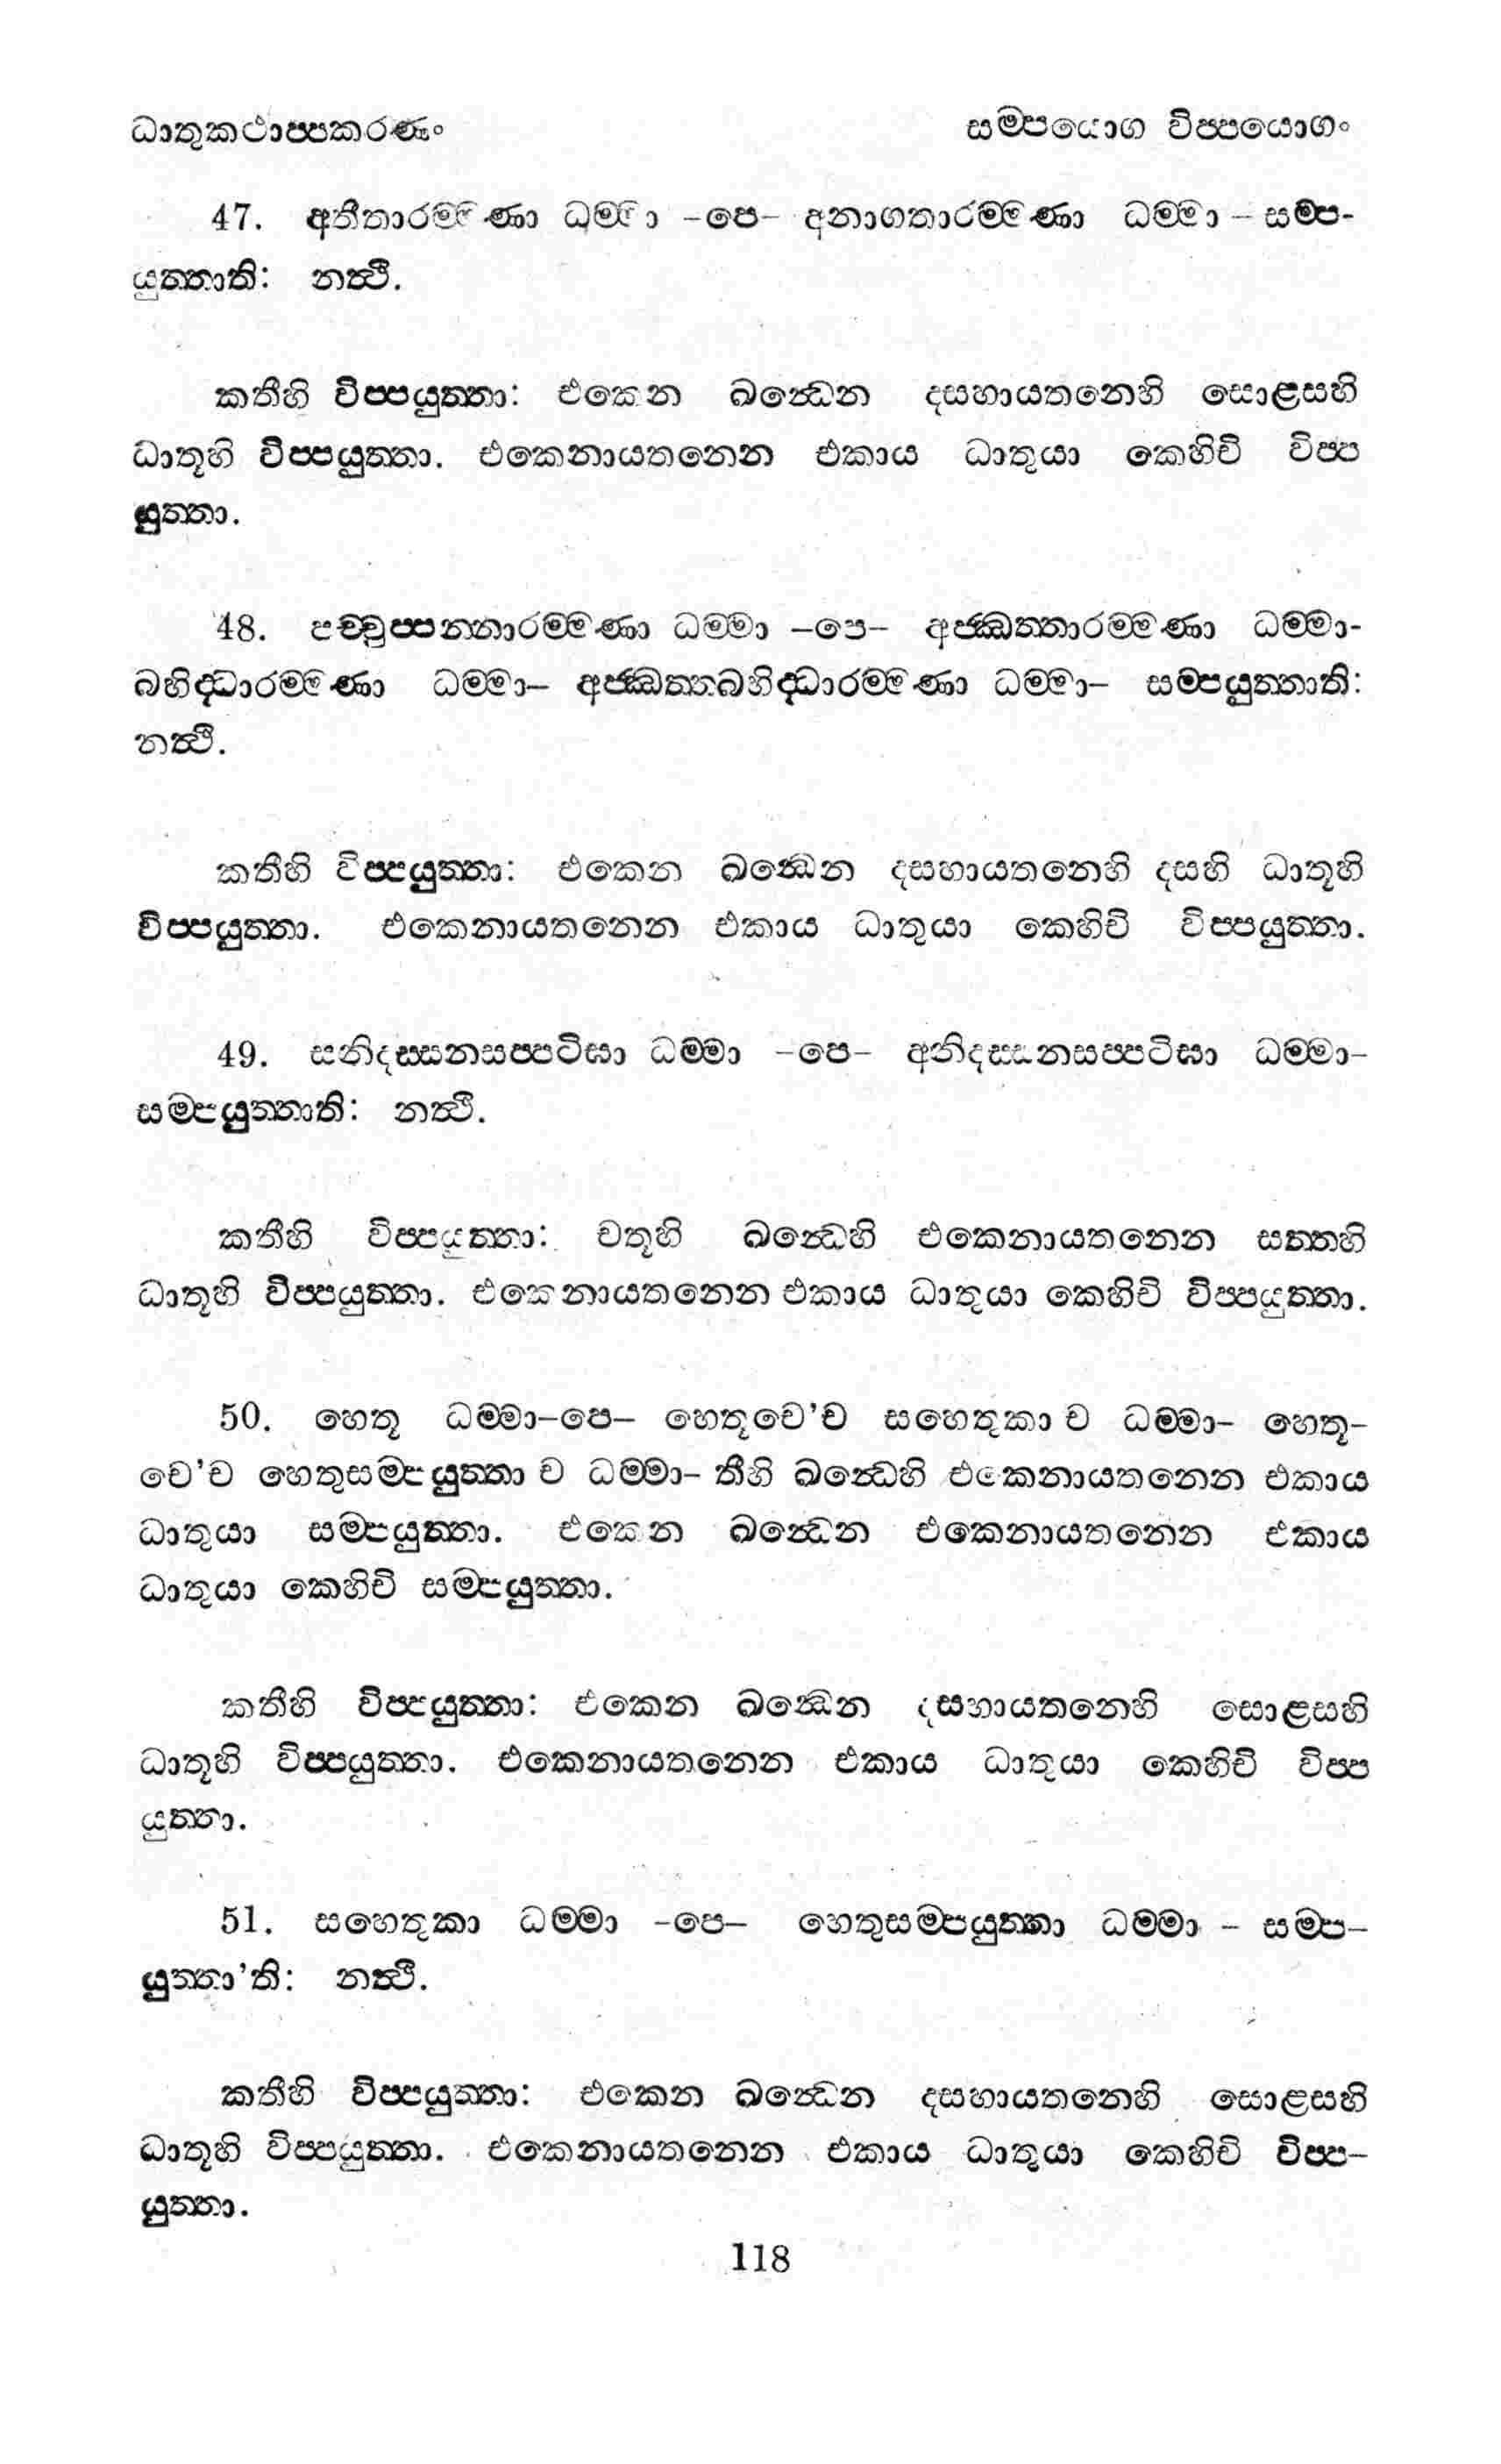 ධාතුකථාප්පකරණං සම්පයොග විප්පයොගං
47. අතීතාරම්මණා ධම්මා -පෙ- අනාගතාරම්මණා ධම්මා – සම්ප-
යුත්තාති: නත්ථි.
කතීහි විප්පයුත්තා: එකෙන ඛන්ධෙන දසහායතනෙහි සොළසහි
ධාතූහි විප්පයුත්තා. එකෙනායතනෙන එකාය ධාතුයා කෙහිචි විප්ප
යුත්තා.
48. පච්චුප්පන්නාරම්මණා ධම්මා –පෙ– අජ්ඣත්තාරම්මණා ධම්මා-
බහිද්ධාරම්මණා ධම්මා– අජ්ඣත්තබහිද්ධාරම්මණා ධම්මා– සම්පයුත්තාති:
නත්ථි.
කතීහි විප්පයුත්තා: එකෙන ඛන්ධෙන දසහායතනෙහි දසහි ධාතූහි
විප්පයුත්තා. එකෙනායතනෙන එකාය ධාතුයා කෙහිචි විප්පයුත්තා.
49. සනිදස්සනසප්පටිඝා ධම්මා -පෙ– අනිදස්සනසප්පටිඝා ධම්මා–
සම්පයුත්තාති: නත්ථි.
කතීහි විප්පයුත්තා: චතූහි ඛන්ධෙහි එකෙනායතනෙන සත්තහි
ධාතූහි විප්පයුත්තා. එකෙනායතනෙන එකාය ධාතුයා කෙහිචි විප්පයුත්තා.
50. හෙතූ ධම්මා–පෙ– හෙතූචෙ'ච සහෙතුකා ච ධම්මා– හෙතූ–
චෙ'ච හෙතුසම්පයුත්තා ච ධම්මා– තීහි ඛන්ධෙහි එකෙනායතනෙන එකාය
ධාතුයා සම්පයුත්තා. එකෙන ඛන්ධෙන එකෙනායතනෙන එකාය
ධාතුයා කෙහිචි සම්පයුත්තා.
කතීහි විප්පයුත්තා: එකෙන ඛන්ධෙන දසහායතනෙහි සොළසහි
ධාතූහි විප්පයුත්තා. එකෙනායතනෙන එකාය ධාතුයා කෙහිචි විප්ප
යුත්තා.
51. සහෙතුකා ධම්මා -පෙ– හෙතුසම්පයුත්තා ධම්මා – සම්ප–
යුත්තා'ති: නත්ථි.
කතීහි විප්පයුත්තා: එකෙන ඛන්ධෙන දසහායතනෙහි සොළසහි
ධාතූහි විප්පයුත්තා. එකෙනායතනෙන එකාය ධාතුයා කෙහිචි විප්ප–
යුත්තා.
118